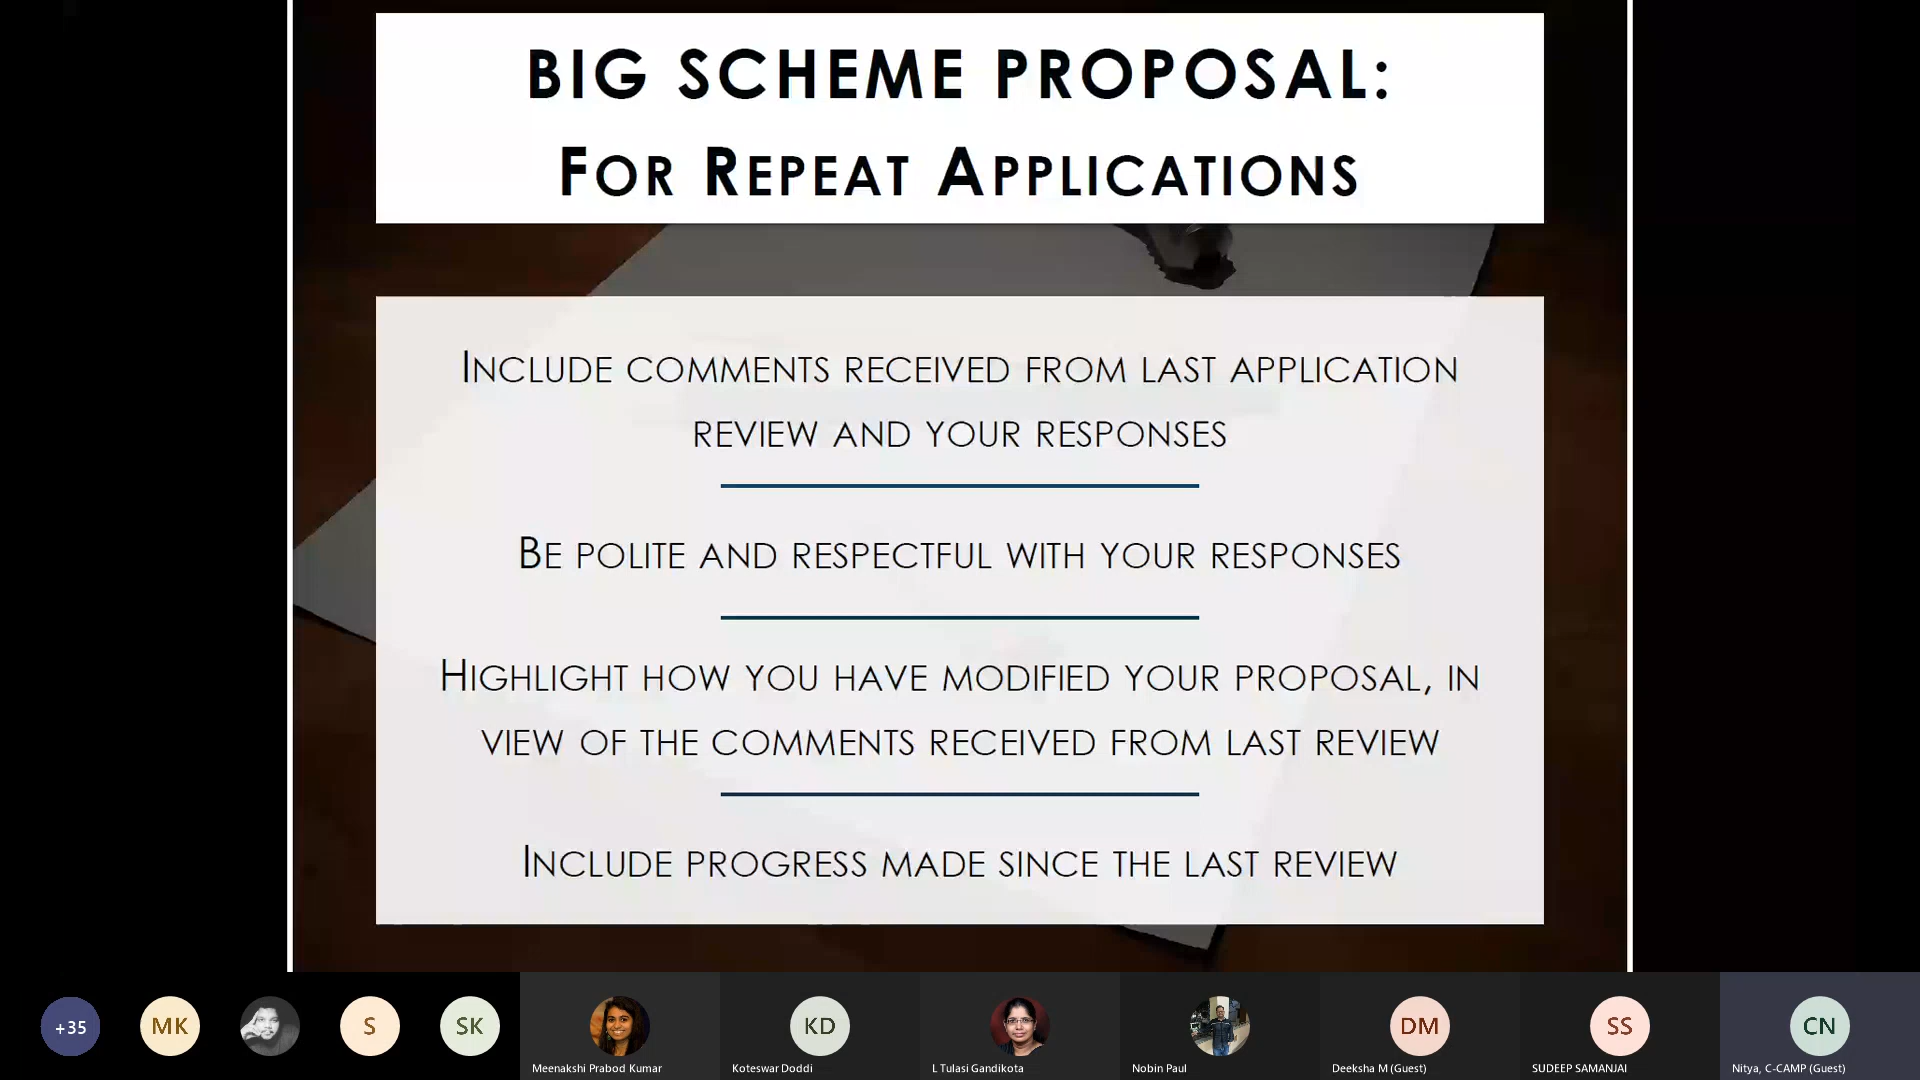 BIG SCHEME PROPOSAL:
FOR REPEAT APPLICATIONS
INCLUDE COMMENTS RECEIVED FROM LAST APPLICATION
REVIEW AND YOUR RESPONSES
BE POLITE AND RESPECTFUL WITH YOUR RESPONSES
HIGHLIGHT HOW YOU HAVE MODIFIED YOUR PROPOSAL, IN
VIEW OF THE COMMENTS RECEIVED FROM LAST REVIEW
INCLUDE PROGRESS MADE SINCE THE LAST REVIEW
+35
MK
S
SK
KD
DM
SS
CN
Meenakshi Prabod Kumar
Koteswar Doddi
L Tulasi Gandikota
Nobin Paul
Deeksha M (Guest)
SUDEEP SAMANJAI
Nitya, C-CAMP (Guest)